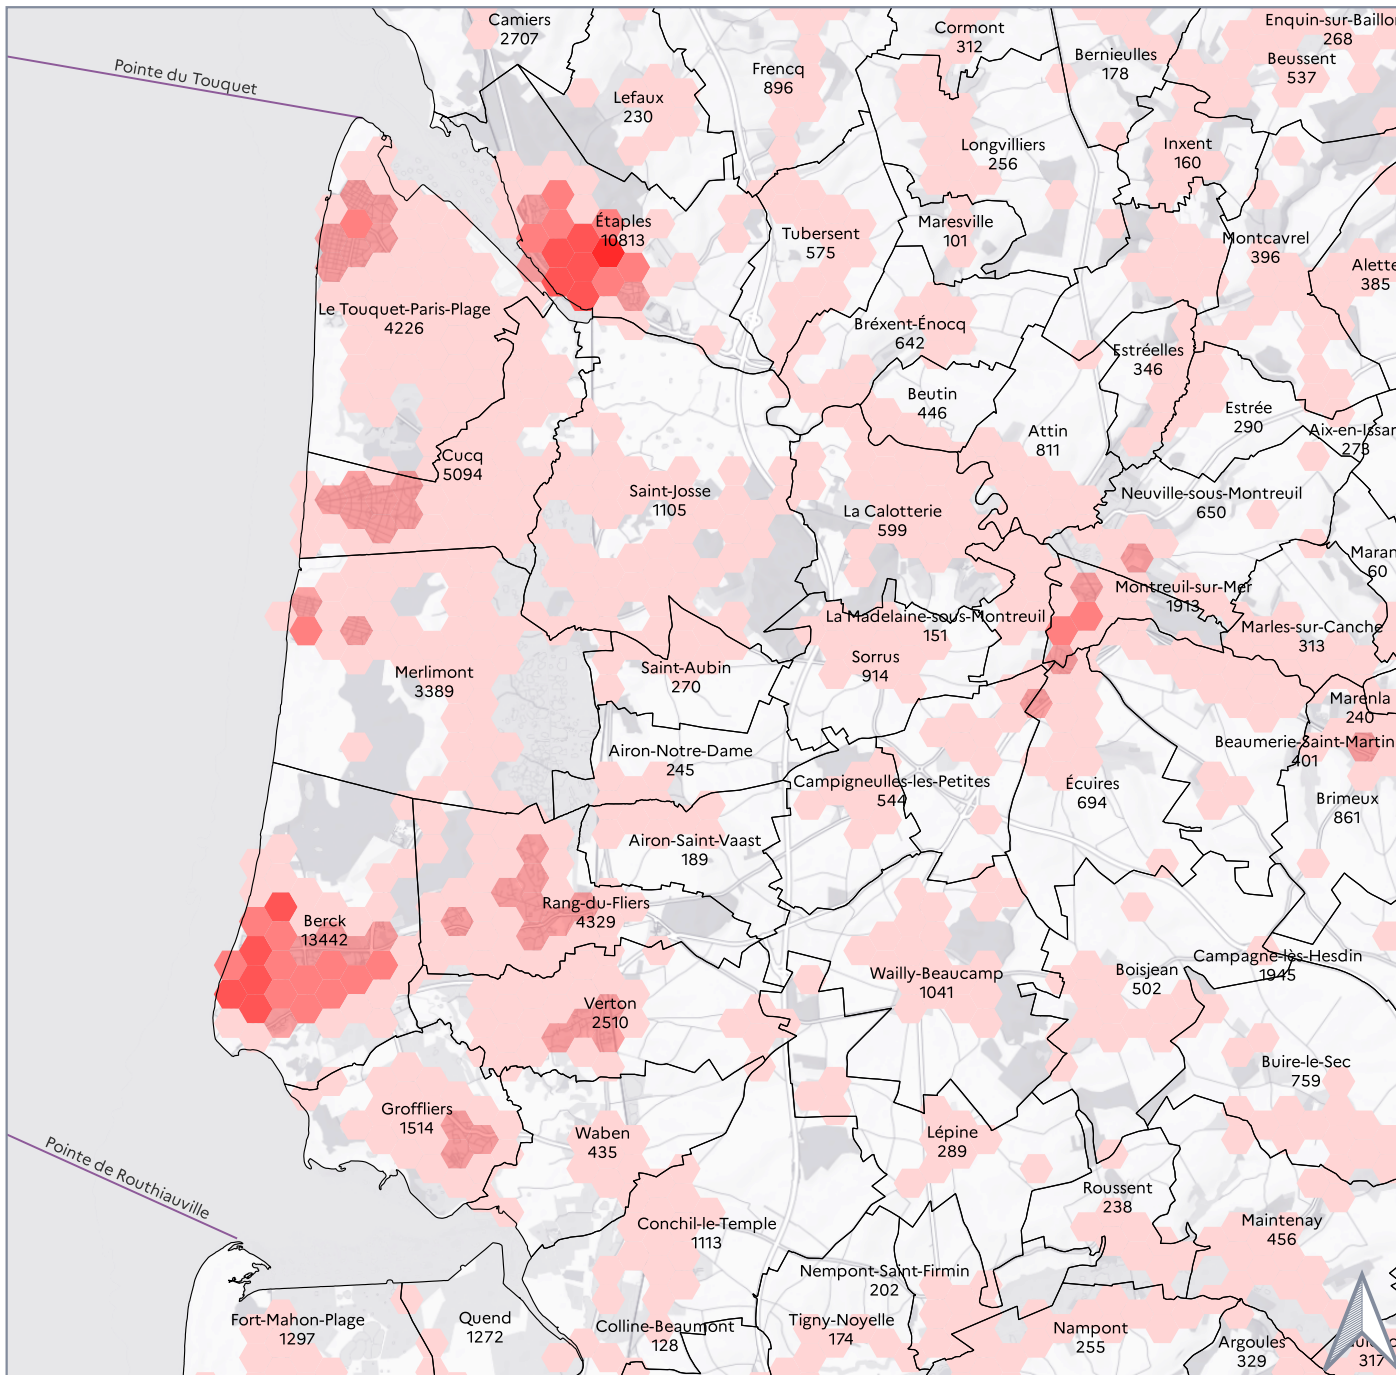 Camiers
2707
Cormont
312
Enquin-sur-Baillon
268
Bernieulles
178
Beussent
537
Frencq
896
Pointe du Touquet
Lefaux
230
Longvilliers
256
Inxent
160
Étaples
10813
Maresville
101
Tubersent
575
Montcavrel
396
Alette
385
Le Touquet-Paris-Plage
4226
Bréxent-Énocq
642
Estréelles
346
Beutin
446
Estrée
290
Attin
811
Aix-en-Issar
273
Cucq
5094
Saint-Josse
1105
Neuville-sous-Montreuil
650
La Calotterie
599
Maran
60
Montreuil-sur-Mer
1913
La Madelaine-sous-Montreuil
151
Marles-sur-Canche
313
Sorrus
914
Saint-Aubin
270
Merlimont
3389
Marenla
240
Beaumerie-Saint-Martin
401
Airon-Notre-Dame
245
Campigneulles-les-Petites
544
Écuires
694
Brimeux
861
Airon-Saint-Vaast
189
Rang-du-Fliers
4329
Berck
13442
Campagne-lès-Hesdin
1945
Wailly-Beaucamp
1041
Boisjean
502
Verton
2510
Buire-le-Sec
759
Groffliers
1514
Waben
435
Lépine
289
Pointe de Routhiauville
Roussent
238
Conchil-le-Temple
1113
Maintenay
456
Nempont-Saint-Firmin
202
Fort-Mahon-Plage
1297
Quend
1272
Colline-Beaumont
128
Tigny-Noyelle
174
Nampont
255
Argoules
329
317